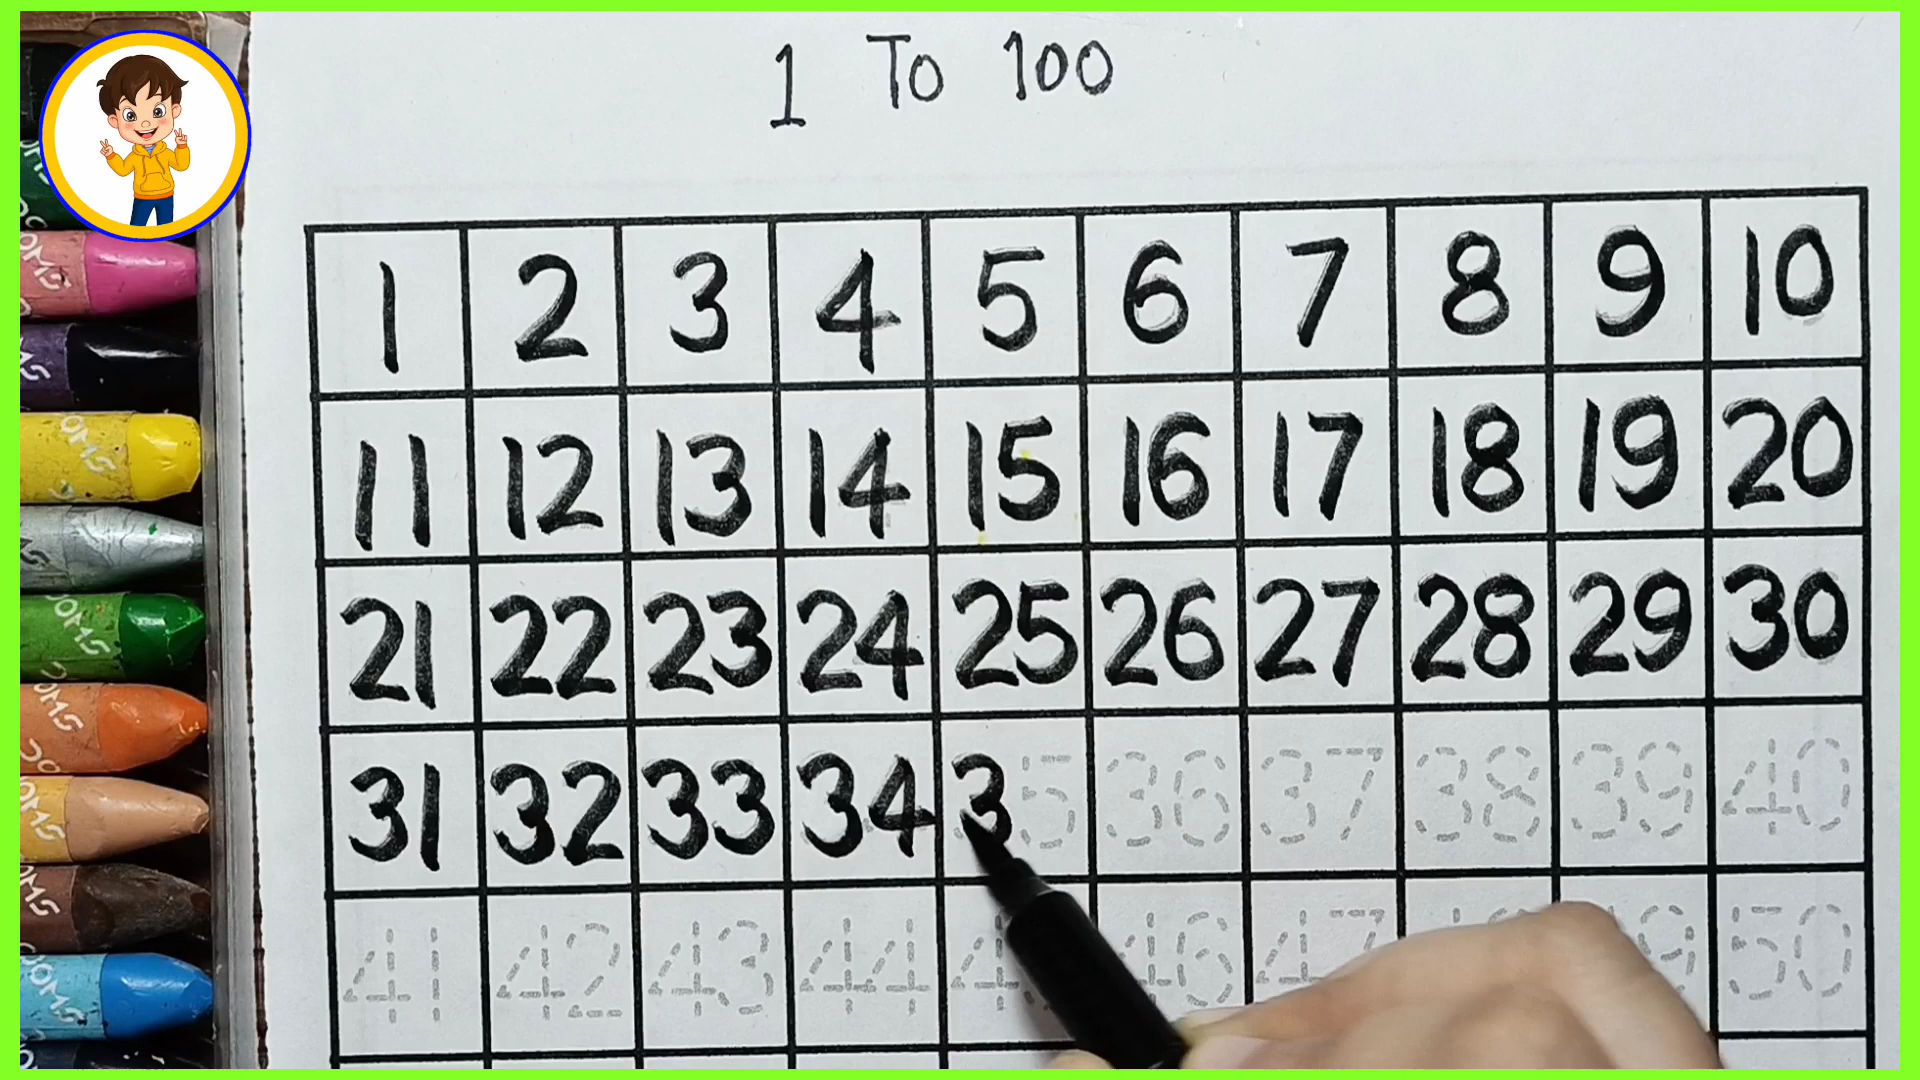 1 To 100
1 2 3 4 5 6 7 8 9 10
11 12 13 14 15 16 17 18 19 20
21 22 23 24 25 26 27 28 29 30
31 32 33 34 35 36 37 38 39 40
41 42 43 44 46 47 50